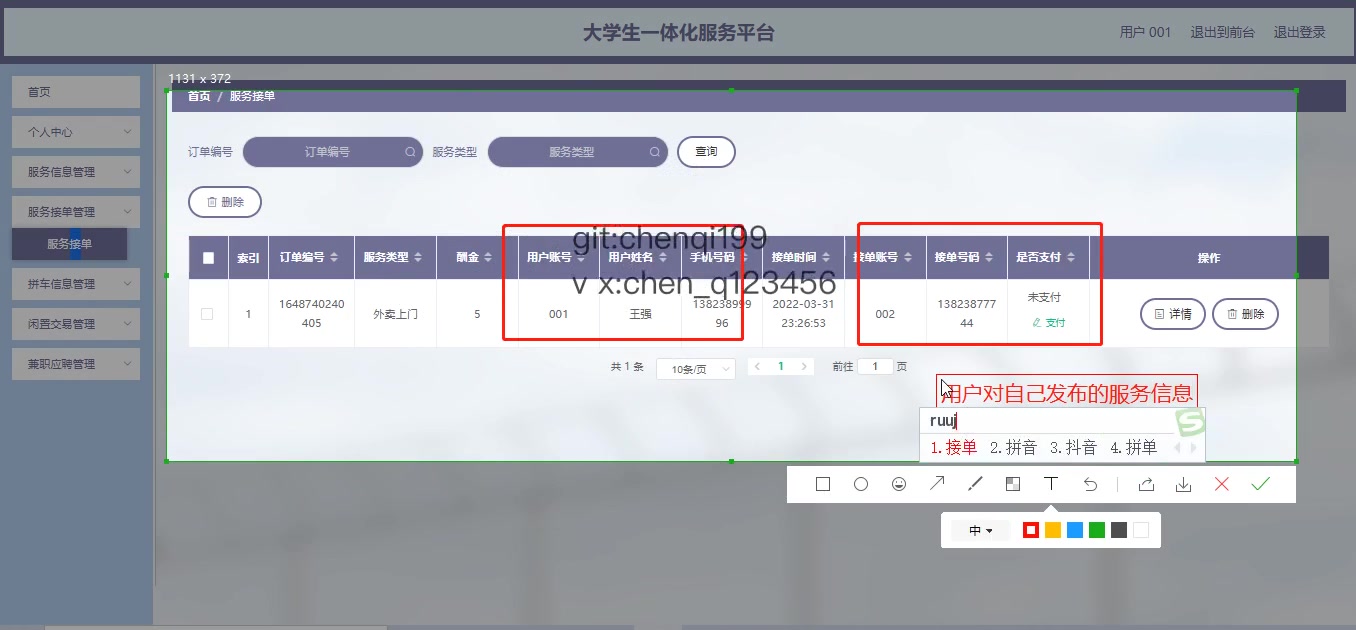 大学生一体化服务平台
用户 001 退出到前台 退出登录
首页
个人中心
服务信息管理
服务接单管理
服务接单
拼车信息管理
闲置交易管理
兼职应聘管理
1131 x 372
首页 / 服务接单
订单编号 订单编号 服务类型 服务类型 查询
删除
git:chenqi199
索引 订单编号 服务类型 酬金 用户账号 用户姓名 手机号码 接单时间 接单账号 接单号码 是否支付 操作
v x:chen_q123456
1 1648740240405 外卖上门 5 001 王强 13823899996 2022-03-31 23:26:53 002 13823877744 未支付 支付 详情 删除
共 1 条 10条/页 1 前往 1 页
用户对自己发布的服务信息
ruuj
1.接单 2.拼音 3.抖音 4.拼单
S
中